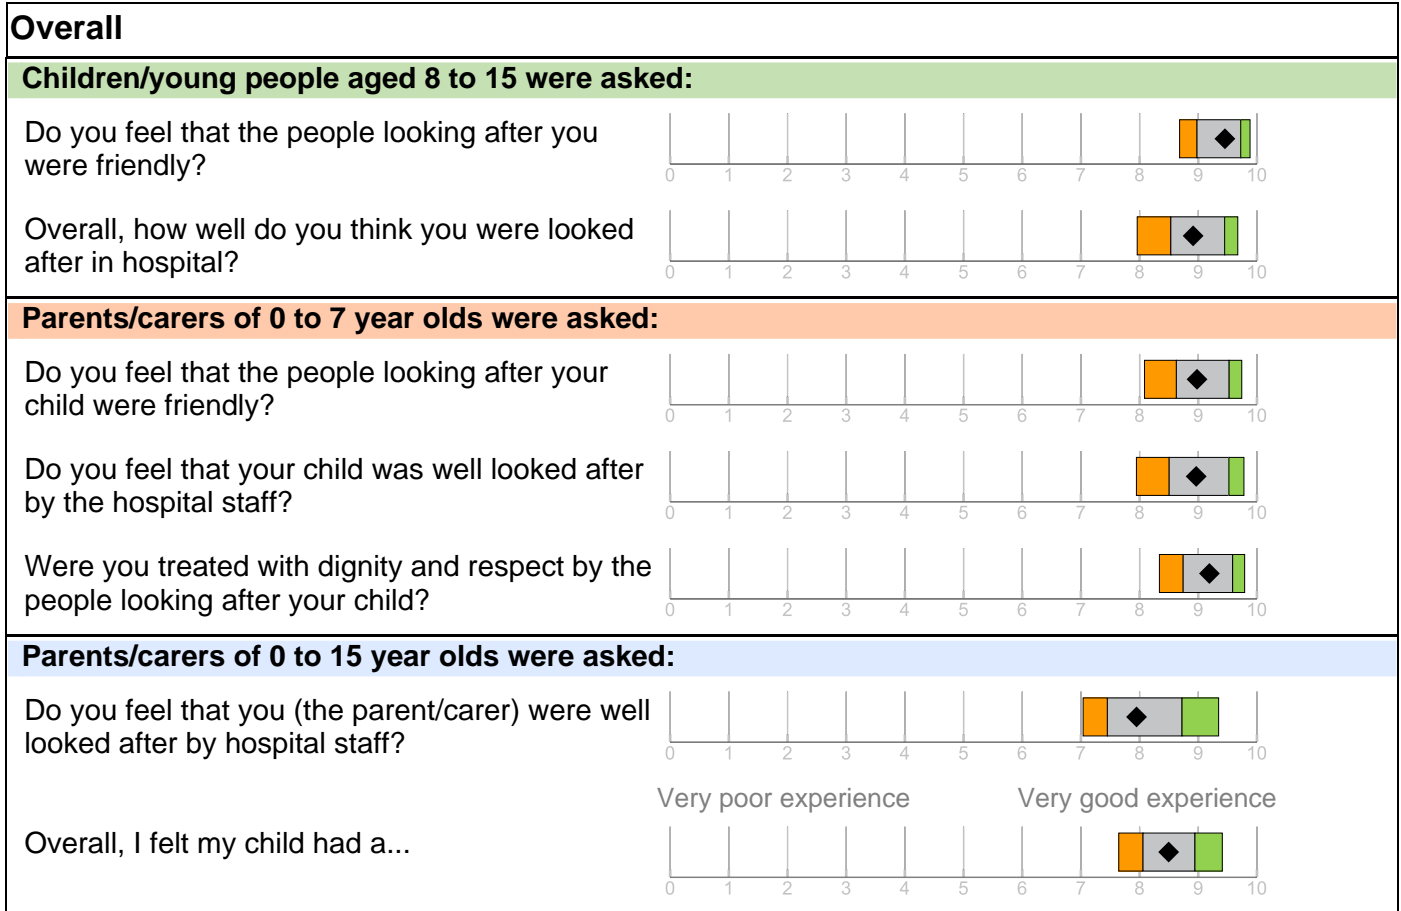 Overall
Children/young people aged 8 to 15 were asked:
Do you feel that the people looking after you
were friendly?
0 1 2 3 4 5 6 7 8 9 10
Overall, how well do you think you were looked
after in hospital?
0 1 2 3 4 5 6 7 8 9 10
Parents/carers of 0 to 7 year olds were asked:
Do you feel that the people looking after your
child were friendly?
0 1 2 3 4 5 6 7 8 9 10
Do you feel that your child was well looked after
by the hospital staff?
0 1 2 3 4 5 6 7 8 9 10
Were you treated with dignity and respect by the
people looking after your child?
0 1 2 3 4 5 6 7 8 9 10
Parents/carers of 0 to 15 year olds were asked:
Do you feel that you (the parent/carer) were well
looked after by hospital staff?
0 1 2 3 4 5 6 7 8 9 10
Very poor experience Very good experience
Overall, I felt my child had a...
0 1 2 3 4 5 6 7 8 9 10